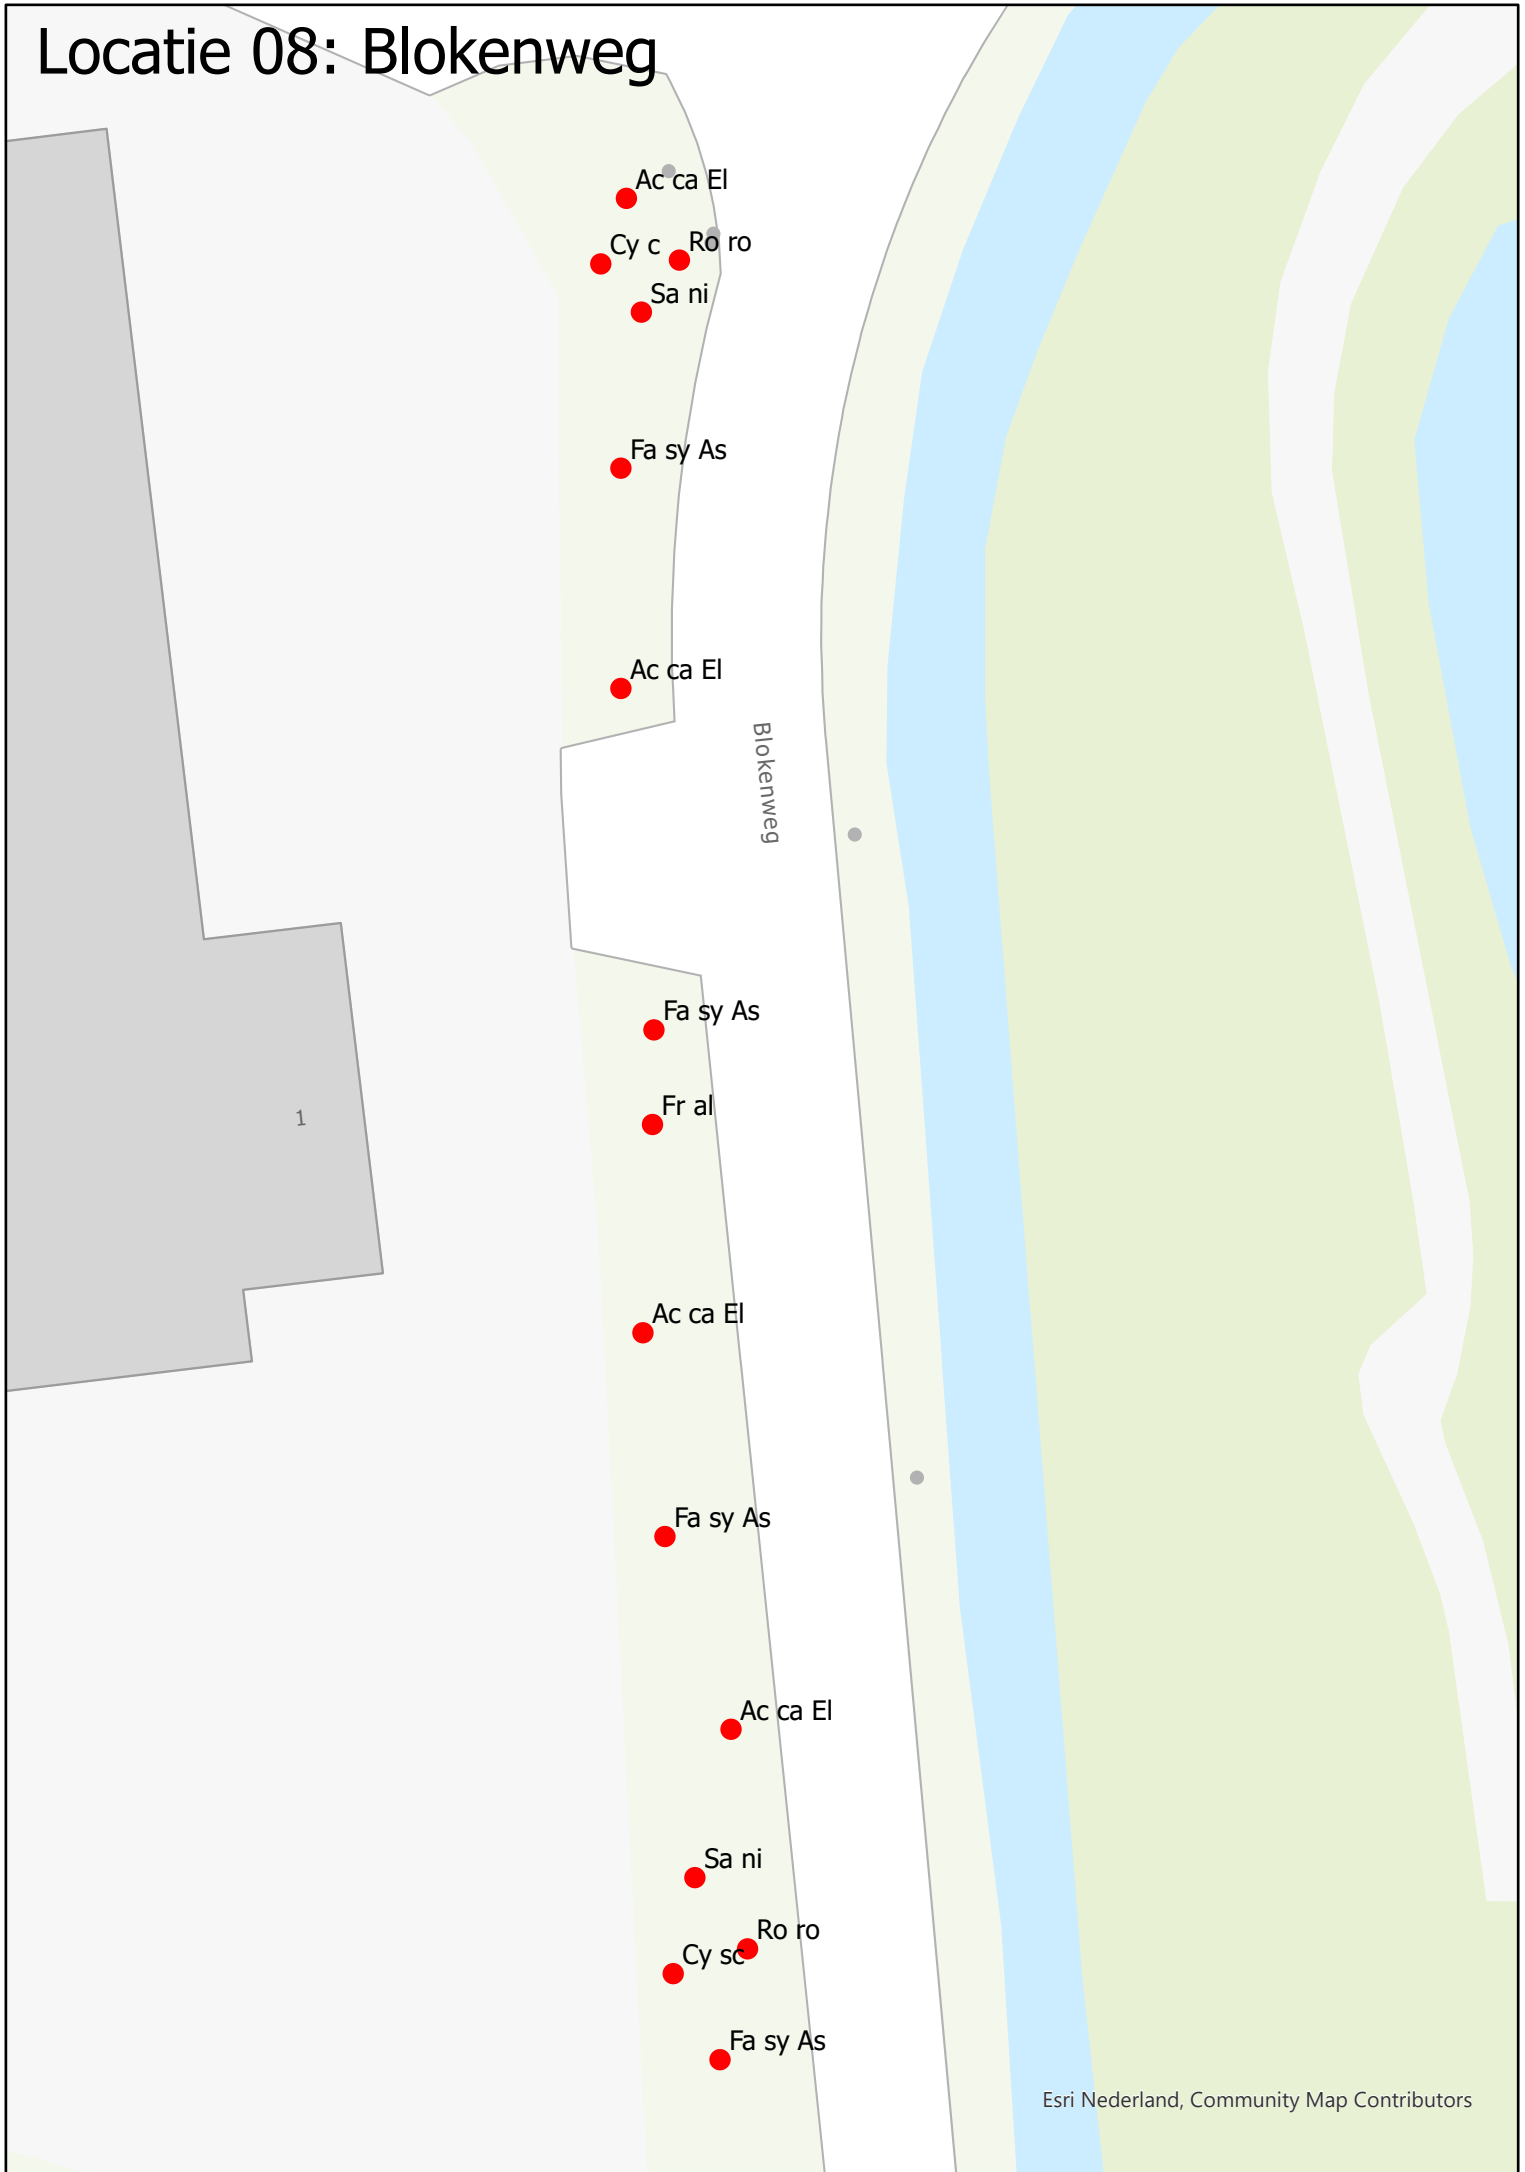 Locatie 08: Blokenweg
Ac ca El
Cy c
Ro ro
Sa ni
Fa sy As
Ac ca El
Blokenweg
Fa sy As
Fr al
1
Ac ca El
Fa sy As
Ac ca El
Sa ni
Ro ro
Cy sc
Fa sy As
Esri Nederland, Community Map Contributors